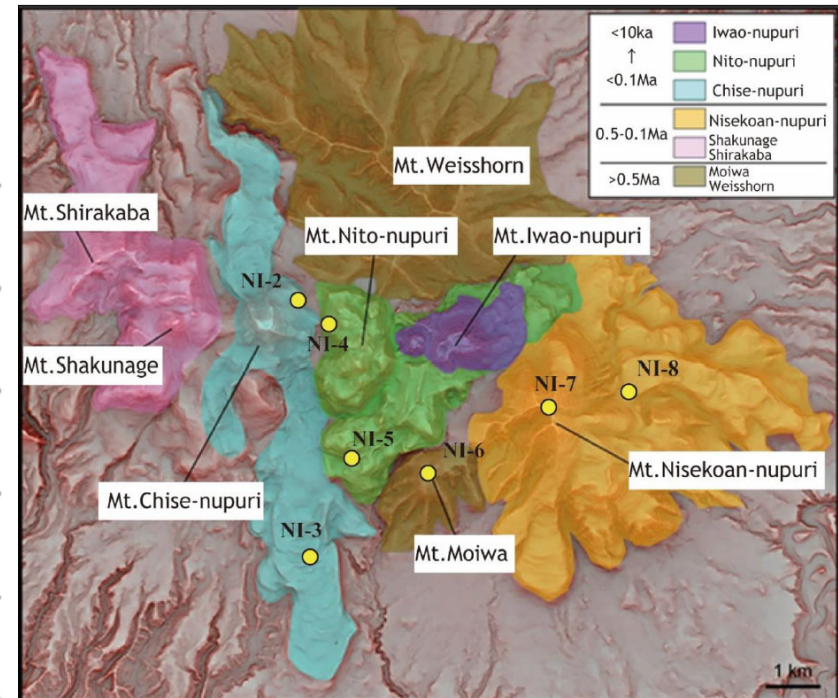 <10ka
↑
<0.1Ma
Iwao-nupuri
Nito-nupuri
Chise-nupuri
0.5-0.1Ma
Nisekoan-nupuri
Shakunage
Shirakaba
>0.5Ma
Moiwa
Weisshorn
Mt.Weisshorn
Mt.Shirakaba
Mt.Nito-nupuri
Mt.Iwao-nupuri
NI-2
NI-4
Mt.Shakunage
NI-7
NI-8
NI-5
NI-6
Mt.Nisekoan-nupuri
Mt.Chise-nupuri
NI-3
Mt.Moiwa
1 km